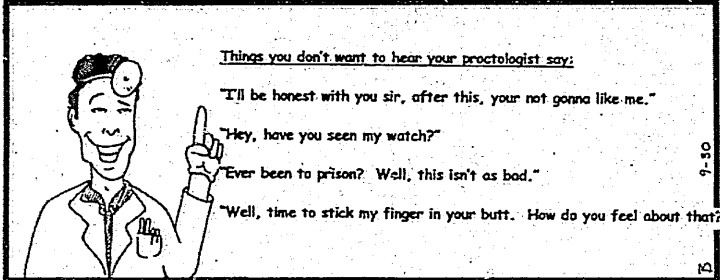 Things you don't want to hear your proctologist say:
"I'll be honest with you sir, after this, your not gonna like me."
"Hey, have you seen my watch?"
"Ever been to prison? Well, this isn't as bad."
"Well, time to stick my finger in your butt. How do you feel about that?
9-30